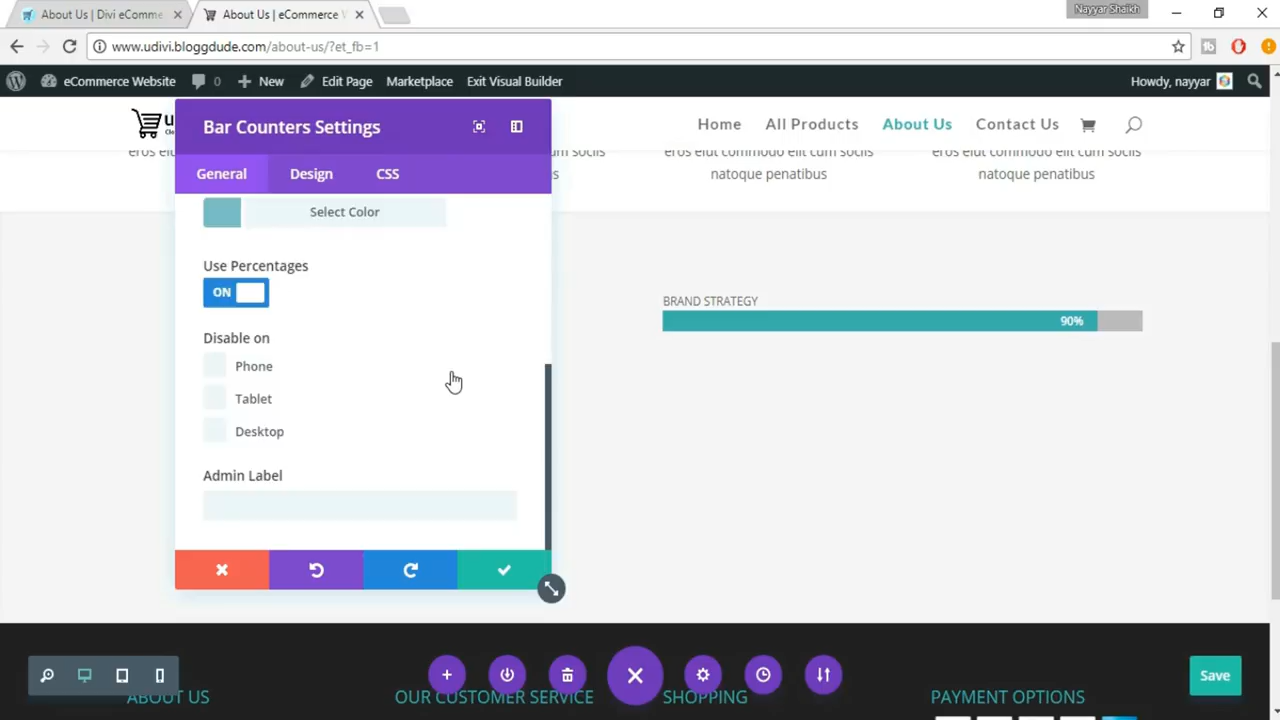 About Us | Divi eComme
About Us | eCommerce
Nayyar Shaikh
www.udivi.bloggdude.com/about-us/?et_fb=1
eCommerce Website
0
New
Edit Page
Marketplace
Exit Visual Builder
Howdy, nayyar
Home
All Products
About Us
Contact Us
Bar Counters Settings
eros elut commodo elit cum sociis
natoque penatibus
eros elut commodo elit cum sociis
natoque penatibus
General
Design
CSS
Select Color
Use Percentages
ON
Disable on
Phone
Tablet
Desktop
Admin Label
BRAND STRATEGY
90%
Save
ABOUT US
OUR CUSTOMER SERVICE
SHOPPING
PAYMENT OPTIONS